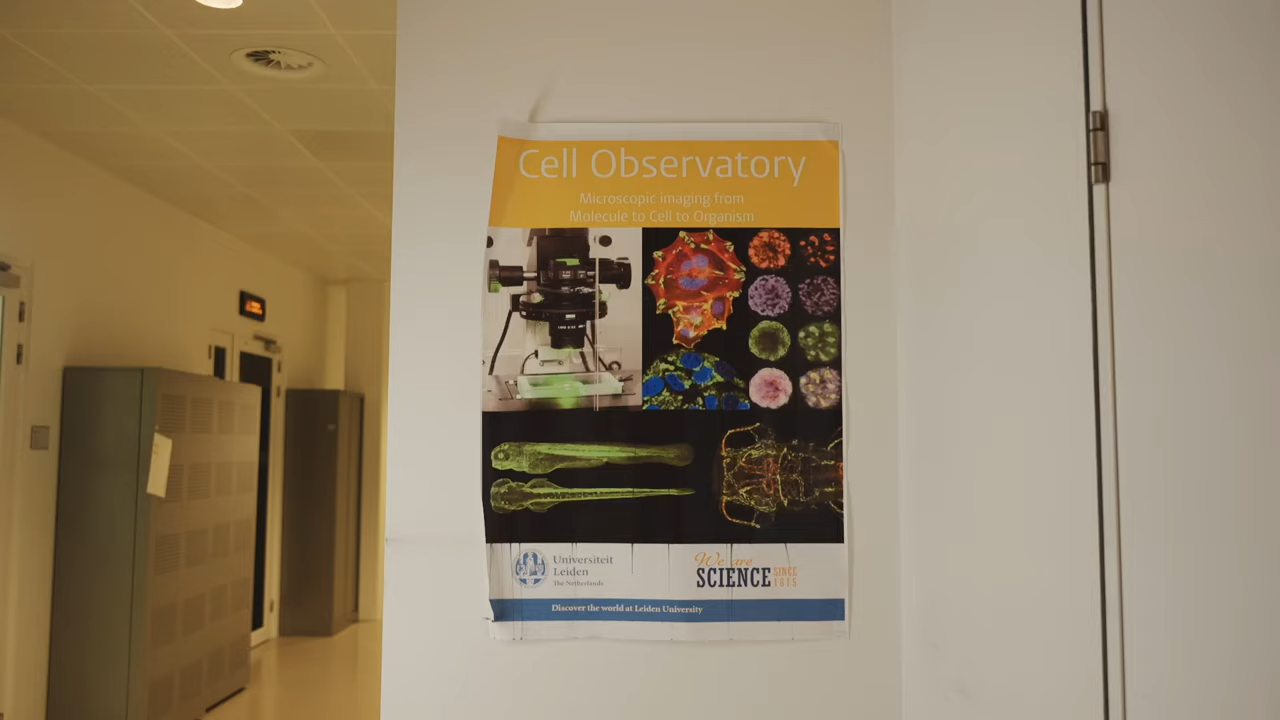 Cell Observatory
Microscopic imaging from
Molecule to Cell to Organism
Universiteit
Leiden
The Netherlands
We are
SCIENCE SINCE
1815
Discover the world at Leiden University